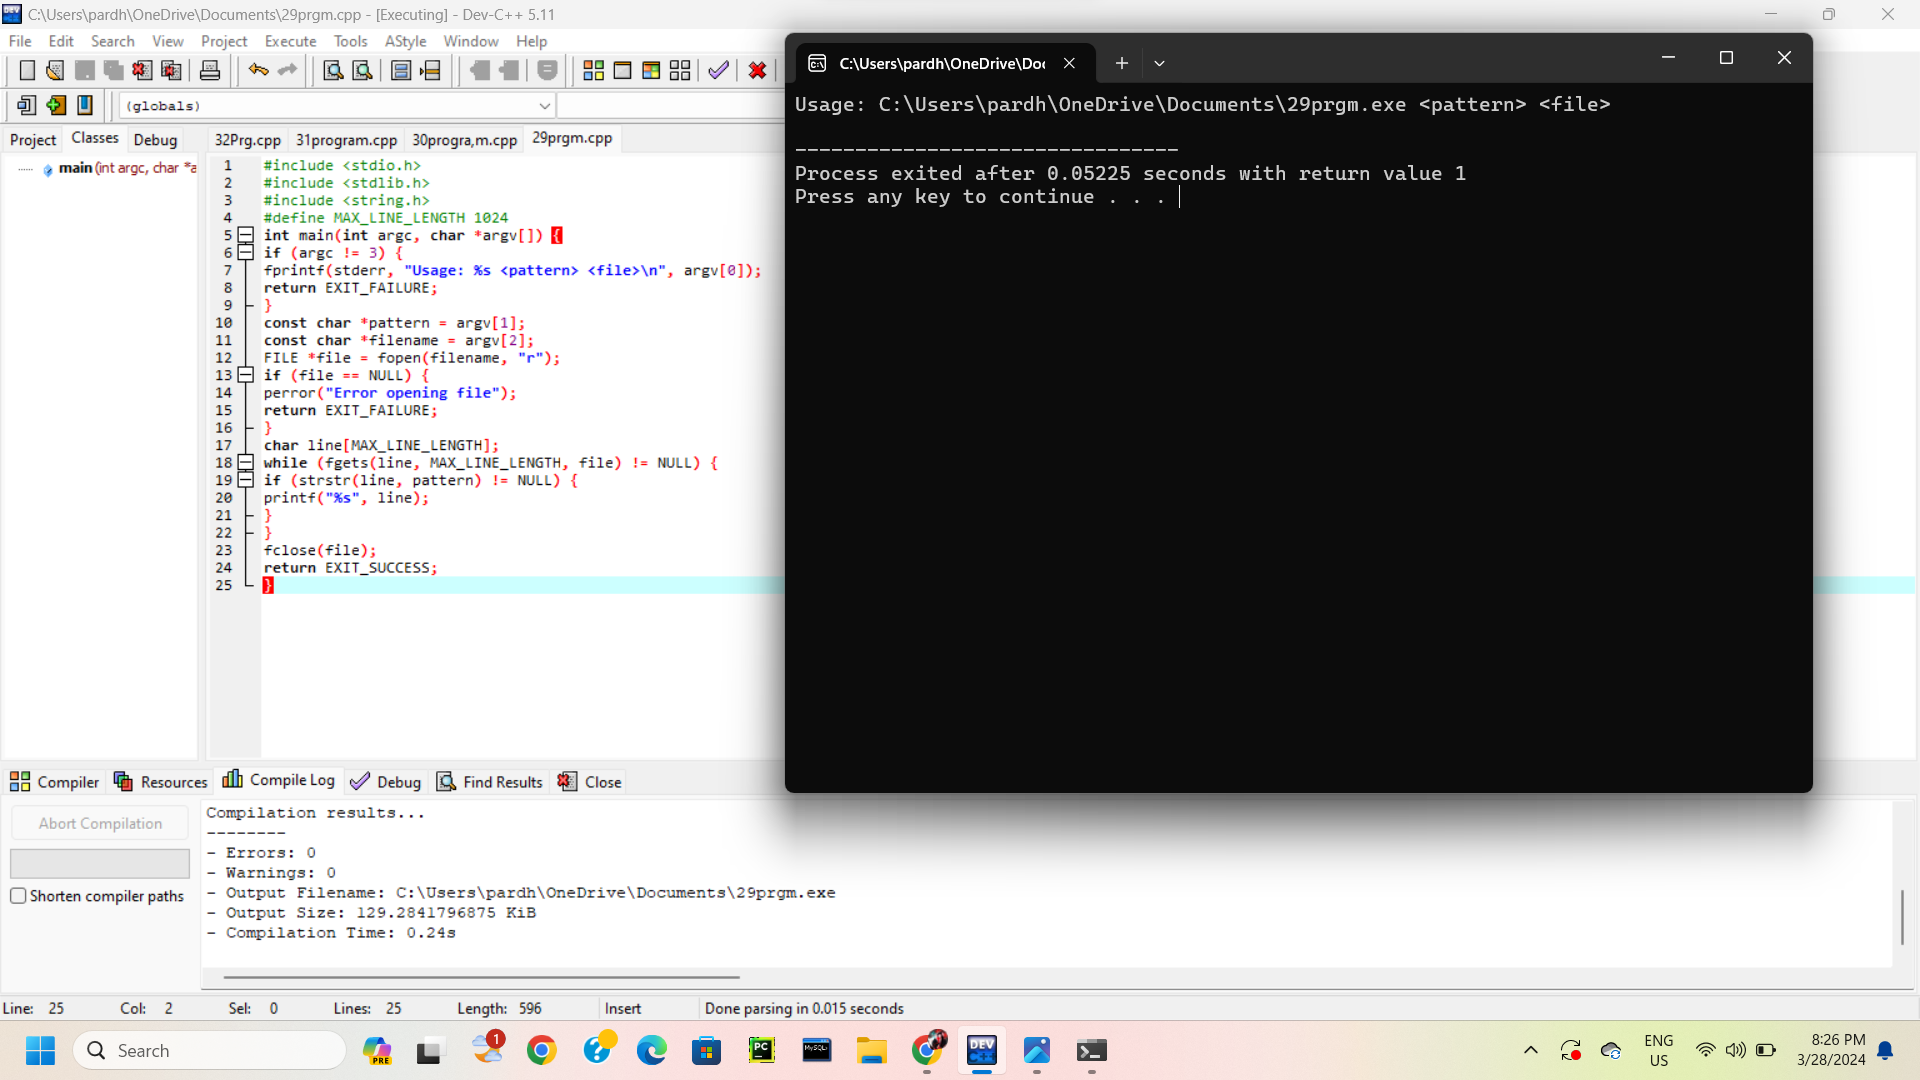 C:\Users\pardh\OneDrive\Documents\29prgm.cpp - [Executing] - Dev-C++ 5.11
File Edit Search View Project Execute Tools AStyle Window Help
(globals)
Project Classes Debug
32Prg.cpp 31program.cpp 30progra,m.cpp 29prgm.cpp
main (int argc, char *a
1 #include <stdio.h>
2 #include <stdlib.h>
3 #include <string.h>
4 #define MAX_LINE_LENGTH 1024
5 int main(int argc, char *argv[]) {
6 if (argc != 3) {
7 fprintf(stderr, "Usage: %s <pattern> <file>\n", argv[0]);
8 return EXIT_FAILURE;
9 }
10 const char *pattern = argv[1];
11 const char *filename = argv[2];
12 FILE *file = fopen(filename, "r");
13 if (file == NULL) {
14 perror("Error opening file");
15 return EXIT_FAILURE;
16 }
17 char line[MAX_LINE_LENGTH];
18 while (fgets(line, MAX_LINE_LENGTH, file) != NULL) {
19 if (strstr(line, pattern) != NULL) {
20 printf("%s", line);
21 }
22 }
23 fclose(file);
24 return EXIT_SUCCESS;
25 }
C:\Users\pardh\OneDrive\Do
Usage: C:\Users\pardh\OneDrive\Documents\29prgm.exe <pattern> <file>
--------------------------------
Process exited after 0.05225 seconds with return value 1
Press any key to continue . . .
Compiler Resources Compile Log Debug Find Results Close
Abort Compilation
Shorten compiler paths
Compilation results...
--------
- Errors: 0
- Warnings: 0
- Output Filename: C:\Users\pardh\OneDrive\Documents\29prgm.exe
- Output Size: 129.2841796875 KiB
- Compilation Time: 0.24s
Line: 25 Col: 2 Sel: 0 Lines: 25 Length: 596 Insert Done parsing in 0.015 seconds
Search
PRE
1
PC
MySQL
DEV
C++
ENG
US
8:26 PM
3/28/2024